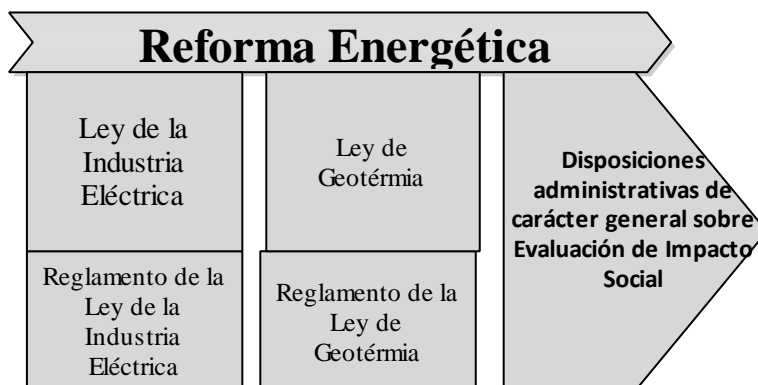 Reforma Energética
Ley de la
Industria
Eléctrica
Ley de
Geotérmia
Disposiciones
administrativas de
carácter general sobre
Evaluación de Impacto
Social
Reglamento de la
Ley de la
Industria
Eléctrica
Reglamento de la
Ley de
Geotérmia